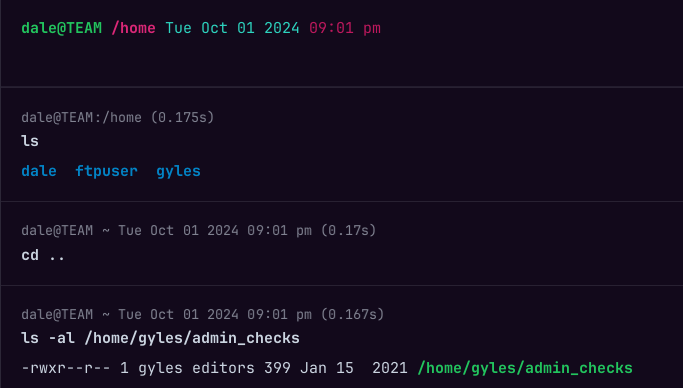 dale@TEAM /home Tue Oct 01 2024 09:01 pm
dale@TEAM:/home (0.175s)
ls
dale  ftpuser  gyles
dale@TEAM ~ Tue Oct 01 2024 09:01 pm (0.17s)
cd ..
dale@TEAM ~ Tue Oct 01 2024 09:01 pm (0.167s)
ls -al /home/gyles/admin_checks
-rwxr--r-- 1 gyles editors 399 Jan 15  2021 /home/gyles/admin_checks